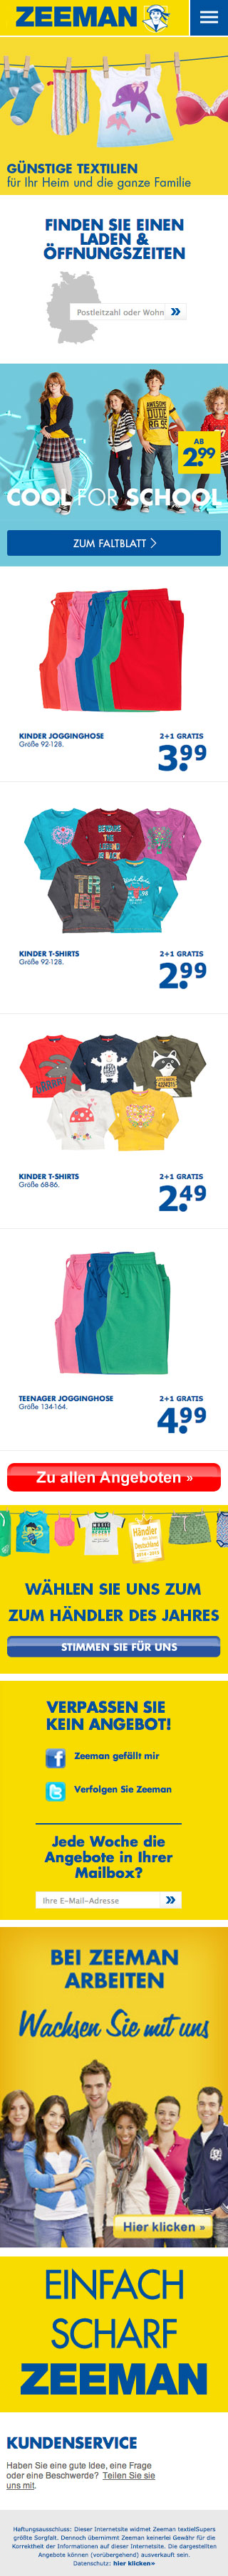 ZEEMAN
GÜNSTIGE TEXTILIEN
für Ihr Heim und die ganze Familie
FINDEN SIE EINEN
LADEN &
ÖFFNUNGSZEITEN
Postleitzahl oder Wohn »
AWESOME
AB
2.99
COOL FOR SCHOOL
ZUM FALTBLATT >
KINDER JOGGINGHOSE 2+1 GRATIS
Größe 92-128.
3.99
TRIBE
KINDER T-SHIRTS 2+1 GRATIS
Größe 92-128.
2.99
KINDER T-SHIRTS 2+1 GRATIS
Größe 68-86.
2.49
TEENAGER JOGGINGHOSE 2+1 GRATIS
Größe 134-164.
4.99
Zu allen Angeboten »
Händler
Deutschland
2014 - 2015
WÄHLEN SIE UNS ZUM
ZUM HÄNDLER DES JAHRES
STIMMEN SIE FÜR UNS
VERPASSEN SIE
KEIN ANGEBOT!
Zeeman gefällt mir
Verfolgen Sie Zeeman
Jede Woche die
Angebote in Ihrer
Mailbox?
Ihre E-Mail-Adresse »
BEI ZEEMAN
ARBEITEN
Wachsen Sie mit uns
Hier klicken »
EINFACH
SCHARF
ZEEMAN
KUNDENSERVICE
Haben Sie eine gute Idee, eine Frage
oder eine Beschwerde? Teilen Sie sie
uns mit.
Haftungsausschluss: Dieser Internetsite widmet Zeeman textielSupers
größte Sorgfalt. Dennoch übernimmt Zeeman keinerlei Gewähr für die
Korrektheit der Informationen auf dieser Internetsite. Die dargestellten
Angebote können (vorübergehend) ausverkauft sein.
Datenschutz: hier klicken»